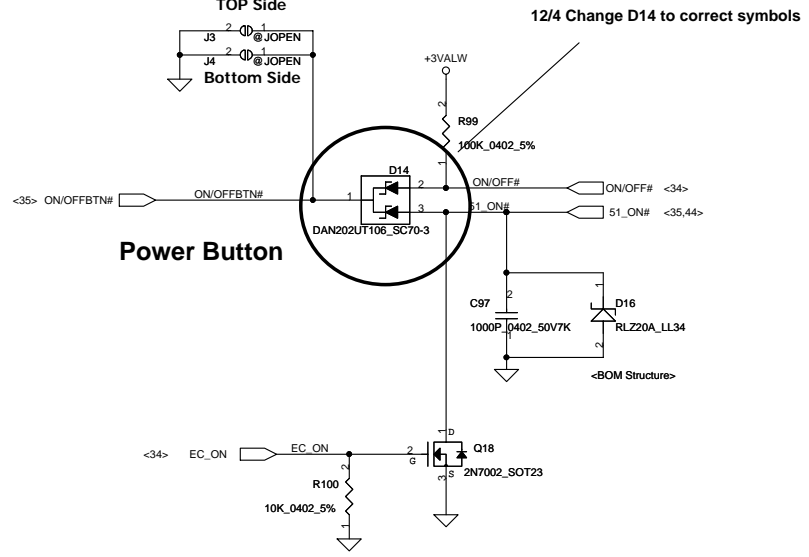 TOP Side
12/4 Change D14 to correct symbols
J3 2 1 @JOPEN
J4 2 1 @JOPEN
Bottom Side
+3VALW
2
R99
100K_0402_5%
1
D14
<35> ON/OFFBTN# ON/OFFBTN# 1 2 ON/OFF# ON/OFF# <34>
3 51_ON# 51_ON# <35,44>
DAN202UT106_SC70-3
Power Button
C97 2
1000P_0402_50V7K
1
1 D16
RLZ20A_LL34
2
<BOM Structure>
<34> EC_ON EC_ON 2 G
1 D
Q18
2N7002_SOT23
3 S
2
R100
10K_0402_5%
1